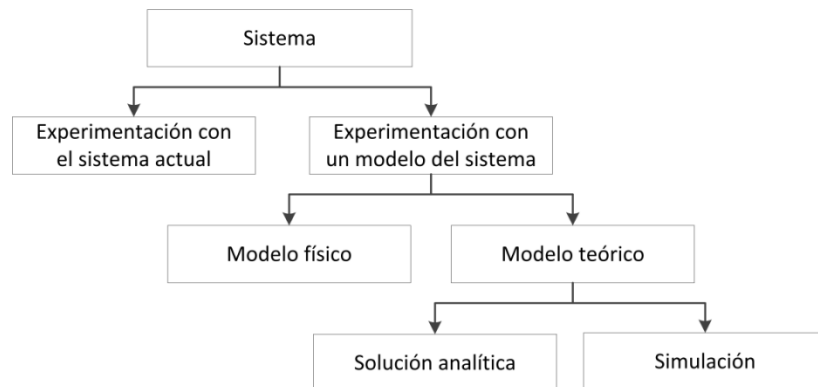 Sistema
Experimentación con
el sistema actual
Experimentación con
un modelo del sistema
Modelo físico
Modelo teórico
Solución analítica
Simulación